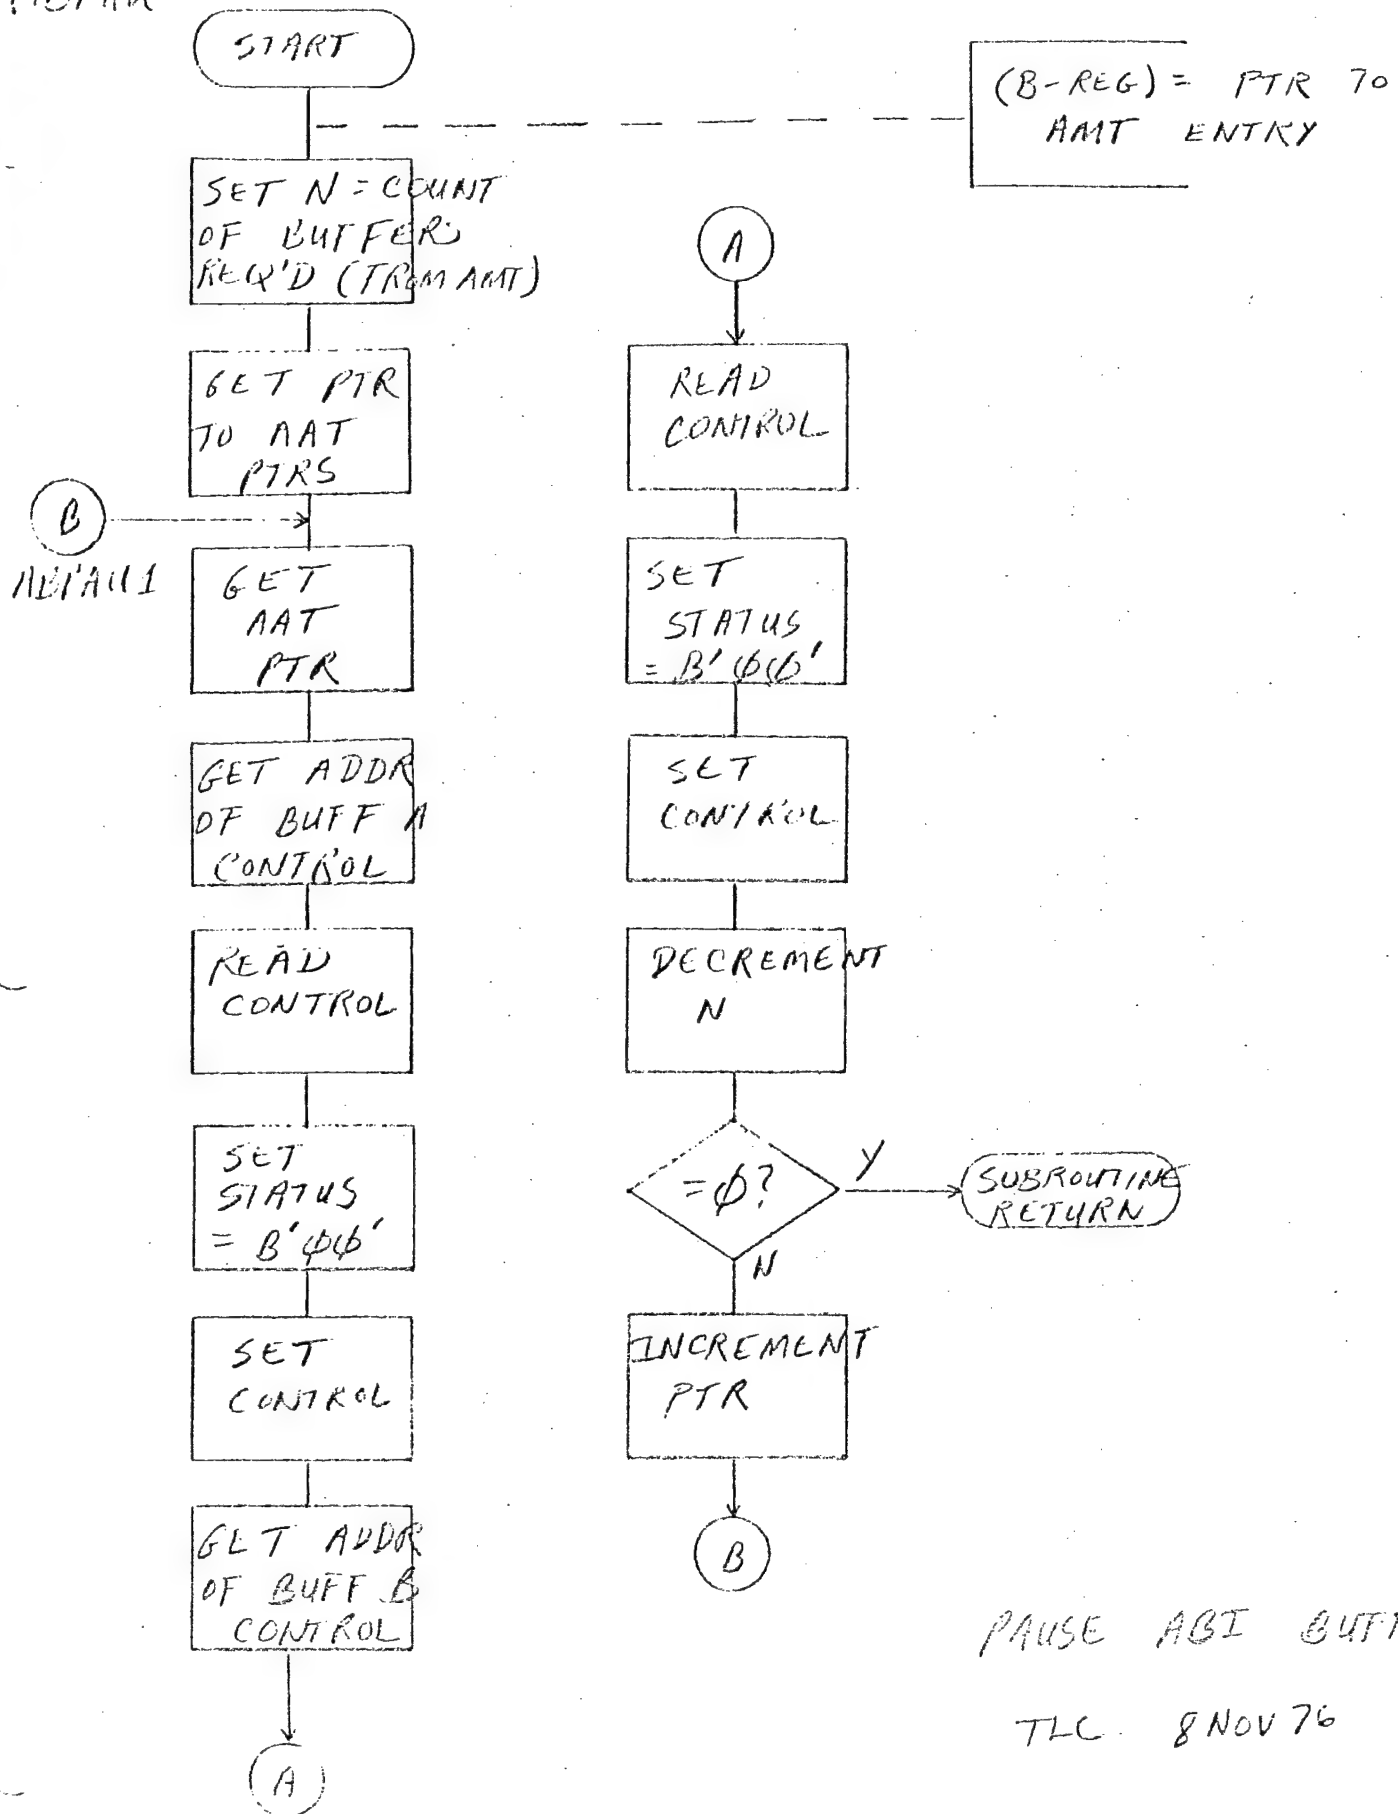 START
(B-REG) = PTR TO
AMT ENTRY
SET N = COUNT
OF BUFFERS
REQ'D (FROM AMT)
GET PTR
TO AAT
PTRS
B
GET
AAT
PTR
GET ADDR
OF BUFF A
CONTROL
READ
CONTROL
SET
STATUS
= B'ØØ'
SET
CONTROL
GET ADDR
OF BUFF B
CONTROL
A
A
READ
CONTROL
SET
STATUS
= B'ØØ'
SET
CONTROL
DECREMENT
N
=Ø?
Y
SUBROUTINE
RETURN
N
INCREMENT
PTR
B
PAUSE ABI
TLC 8 NOV 76